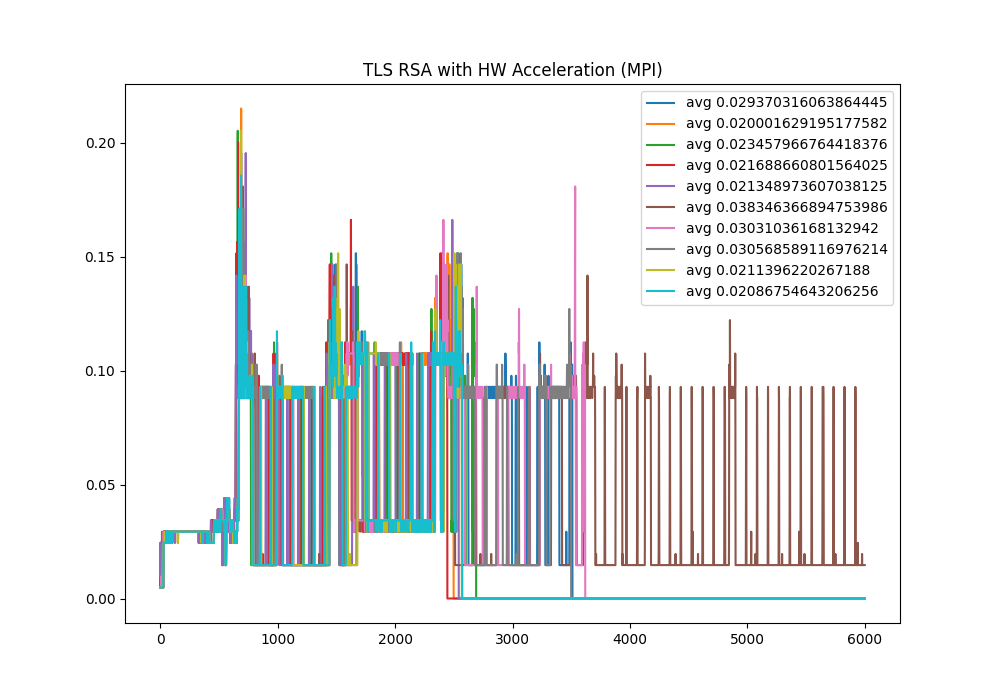 TLS RSA with HW Acceleration (MPI)
avg 0.029370316063864445
avg 0.020001629195177582
avg 0.023457966764418376
avg 0.021688660801564025
avg 0.021348973607038125
avg 0.038346366894753986
avg 0.03031036168132942
avg 0.030568589116976214
avg 0.0211396220267188
avg 0.02086754643206256
0.20
0.15
0.10
0.05
0.00
0 1000 2000 3000 4000 5000 6000